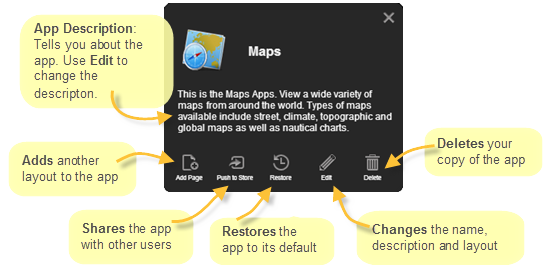 App Description:
Tells you about the
app. Use Edit to
change the
descripton.
Maps
This is the Maps Apps. View a wide variety of
maps from around the world. Types of maps
available include street, climate, topographic and
global maps as well as nautical charts.
Deletes your
copy of the app
Adds another
layout to the app
Add Page
Push to Store
Restore
Edit
Delete
Shares the app
with other users
Restores the
app to its default
Changes the name,
description and layout